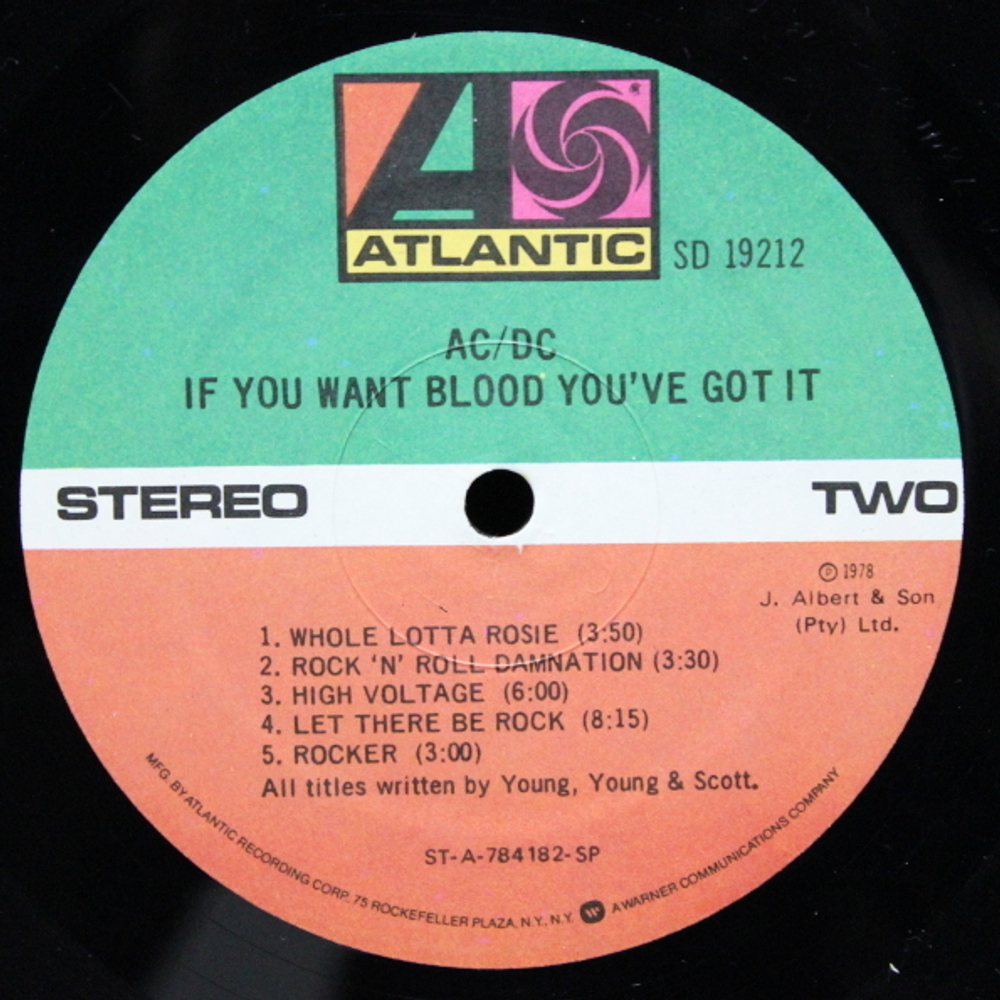 ATLANTIC
SD 19212
AC/DC
IF YOU WANT BLOOD YOU'VE GOT IT
STEREO
TWO
℗ 1978
J. Albert & Son
(Pty) Ltd.
1. WHOLE LOTTA ROSIE (3:50)
2. ROCK 'N' ROLL DAMNATION (3:30)
3. HIGH VOLTAGE (6:00)
4. LET THERE BE ROCK (8:15)
5. ROCKER (3:00)
All titles written by Young, Young & Scott.
ST-A-784182-SP
MFG. BY ATLANTIC RECORDING CORP. 75 ROCKEFELLER PLAZA, N.Y., N.Y. A WARNER COMMUNICATIONS COMPANY